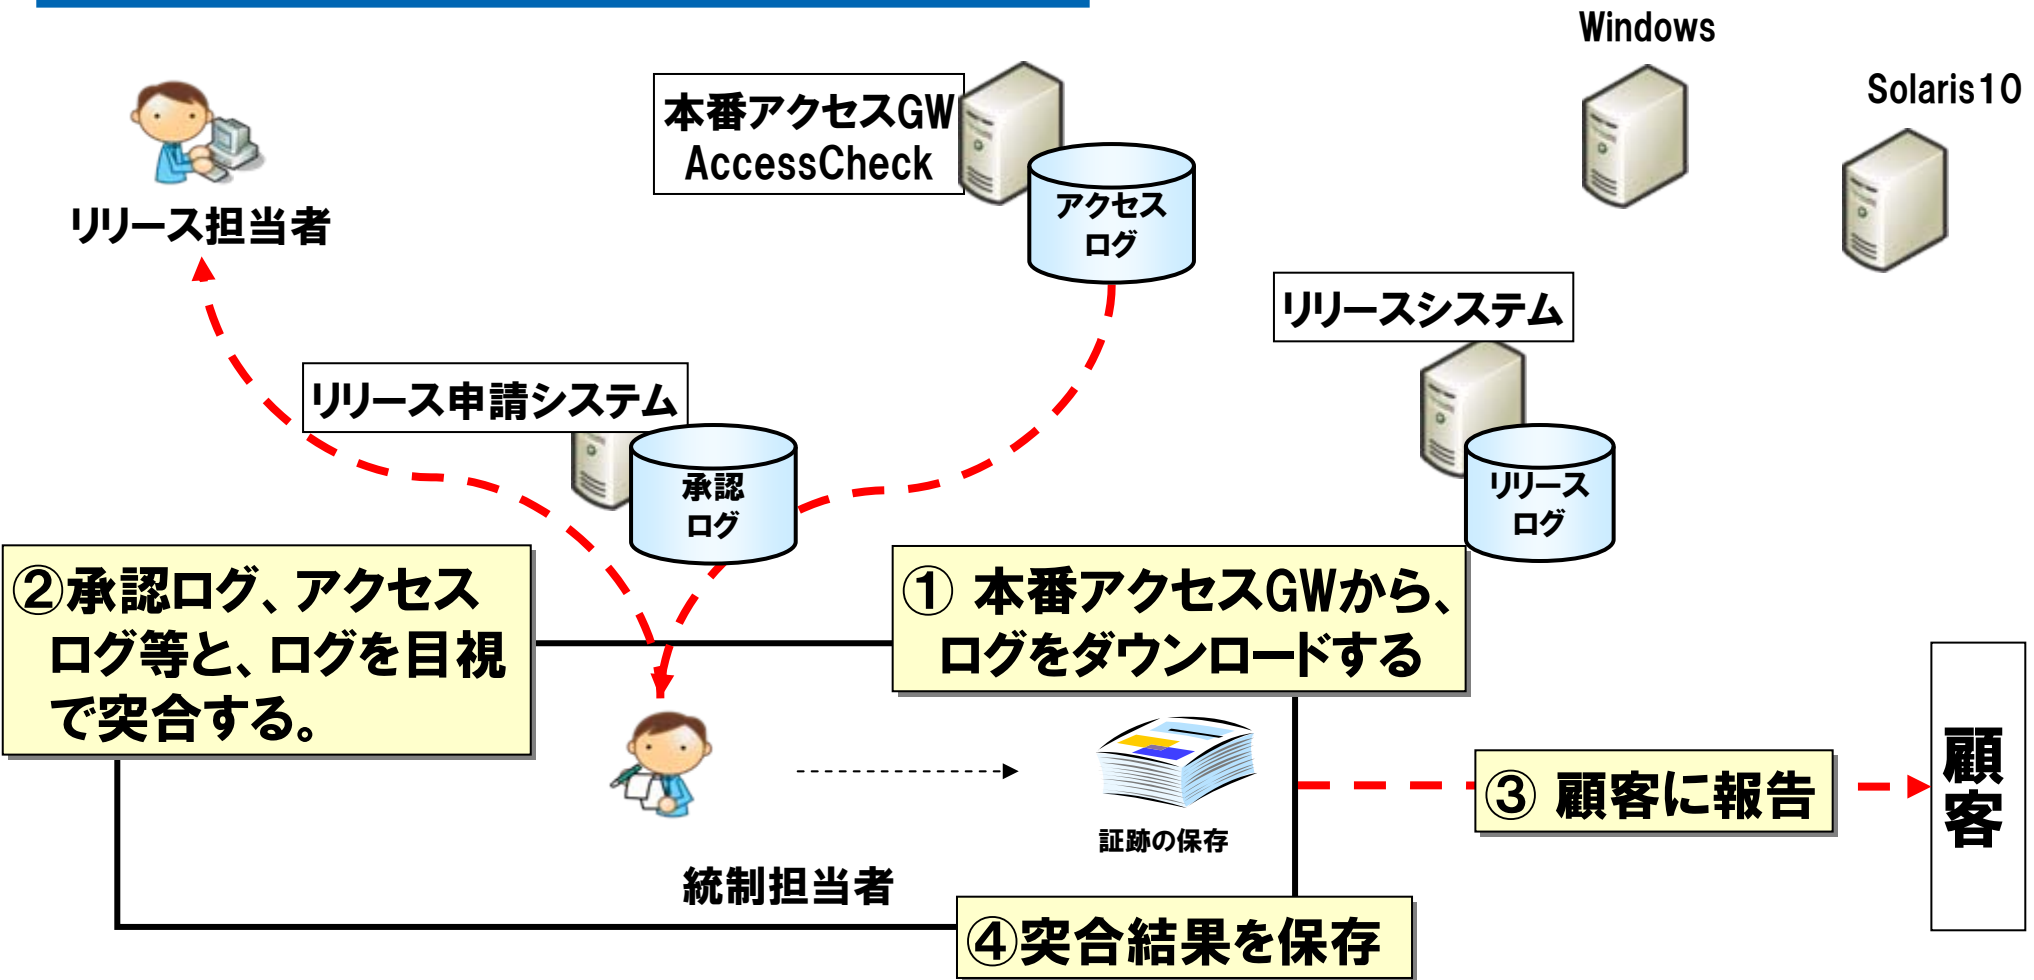 Windows
Solaris10
本番アクセスGW
AccessCheck
アクセス
ログ
リリース担当者
リリースシステム
リリース申請システム
承認
ログ
リリース
ログ
②承認ログ、アクセス
ログ等と、ログを目視
で突合する。
① 本番アクセスGWから、
ログをダウンロードする
③ 顧客に報告
顧客
証跡の保存
統制担当者
④突合結果を保存